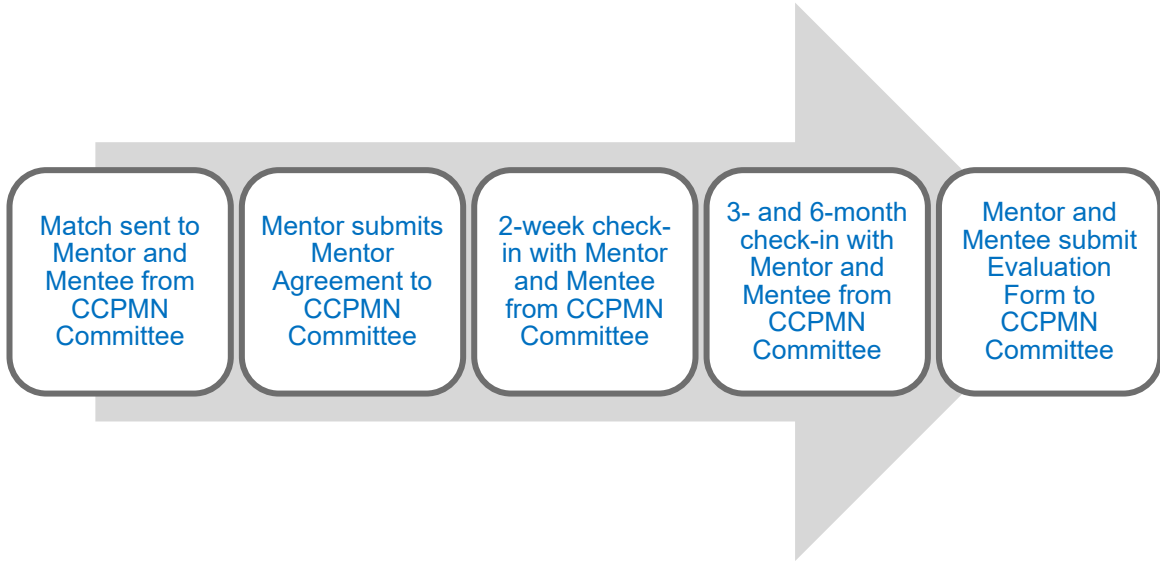 Match sent to
Mentor and
Mentee from
CCPMN
Committee
Mentor submits
Mentor
Agreement to
CCPMN
Committee
2-week check-
in with Mentor
and Mentee
from CCPMN
Committee
3- and 6-month
check-in with
Mentor and
Mentee from
CCPMN
Committee
Mentor and
Mentee submit
Evaluation
Form to
CCPMN
Committee